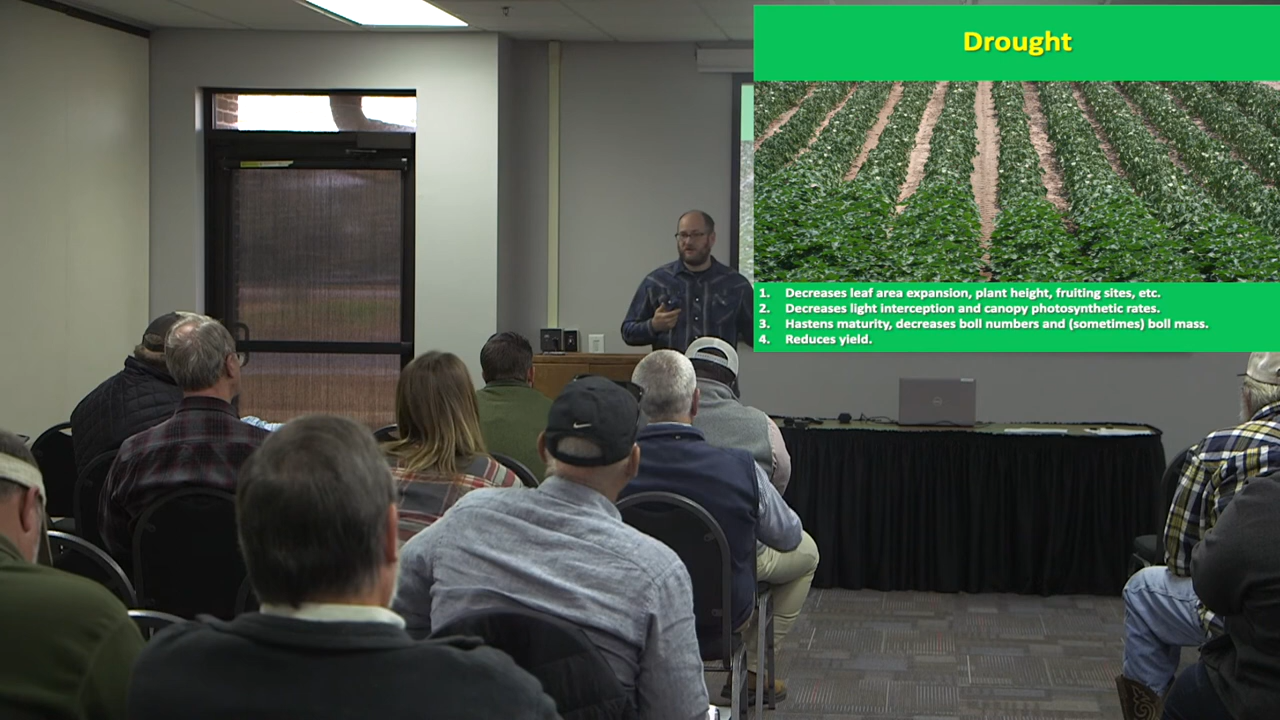 Drought
1. Decreases leaf area expansion, plant height, fruiting sites, etc.
2. Decreases light interception and canopy photosynthetic rates.
3. Hastens maturity, decreases boll numbers and (sometimes) boll mass.
4. Reduces yield.